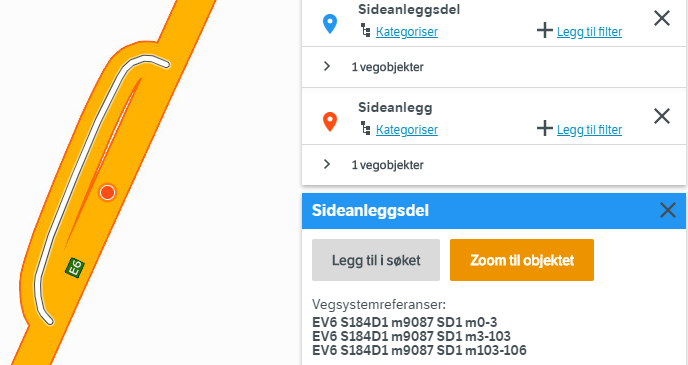 Sideanleggsdel
Kategoriser
Legg til filter
1 vegobjekter
Sideanlegg
Kategoriser
Legg til filter
1 vegobjekter
Sideanleggsdel
Legg til i søket
Zoom til objektet
E6
Vegsystemreferanser:
EV6 S184D1 m9087 SD1 m0-3
EV6 S184D1 m9087 SD1 m3-103
EV6 S184D1 m9087 SD1 m103-106